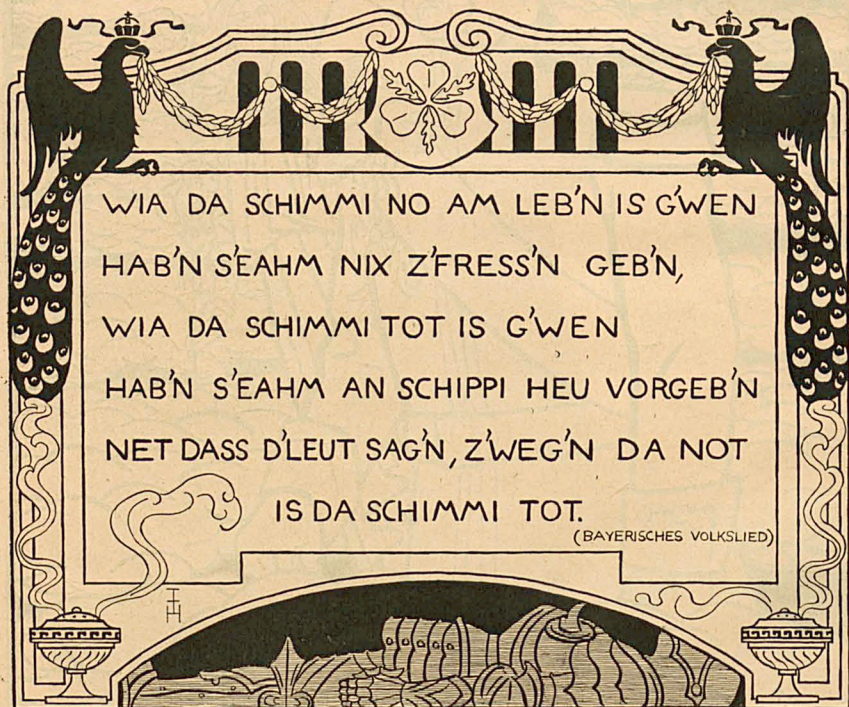 WIA DA SCHIMMI NO AM LEB'N IS G'WEN
HAB'N S'EAHM NIX Z'FRESS'N GEB'N,
WIA DA SCHIMMI TOT IS G'WEN
HAB'N S'EAHM AN SCHIPPI HEU VORGEB'N
NET DASS D'LEUT SAG'N, Z'WEG'N DA NOT
IS DA SCHIMMI TOT.
(BAYERISCHES VOLKSLIED)